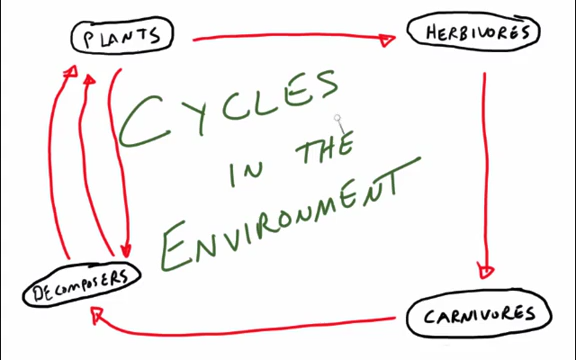 PLANTS
HERBIVORES
CYCLES
IN THE
ENVIRONMENT
DECOMPOSERS
CARNIVORES